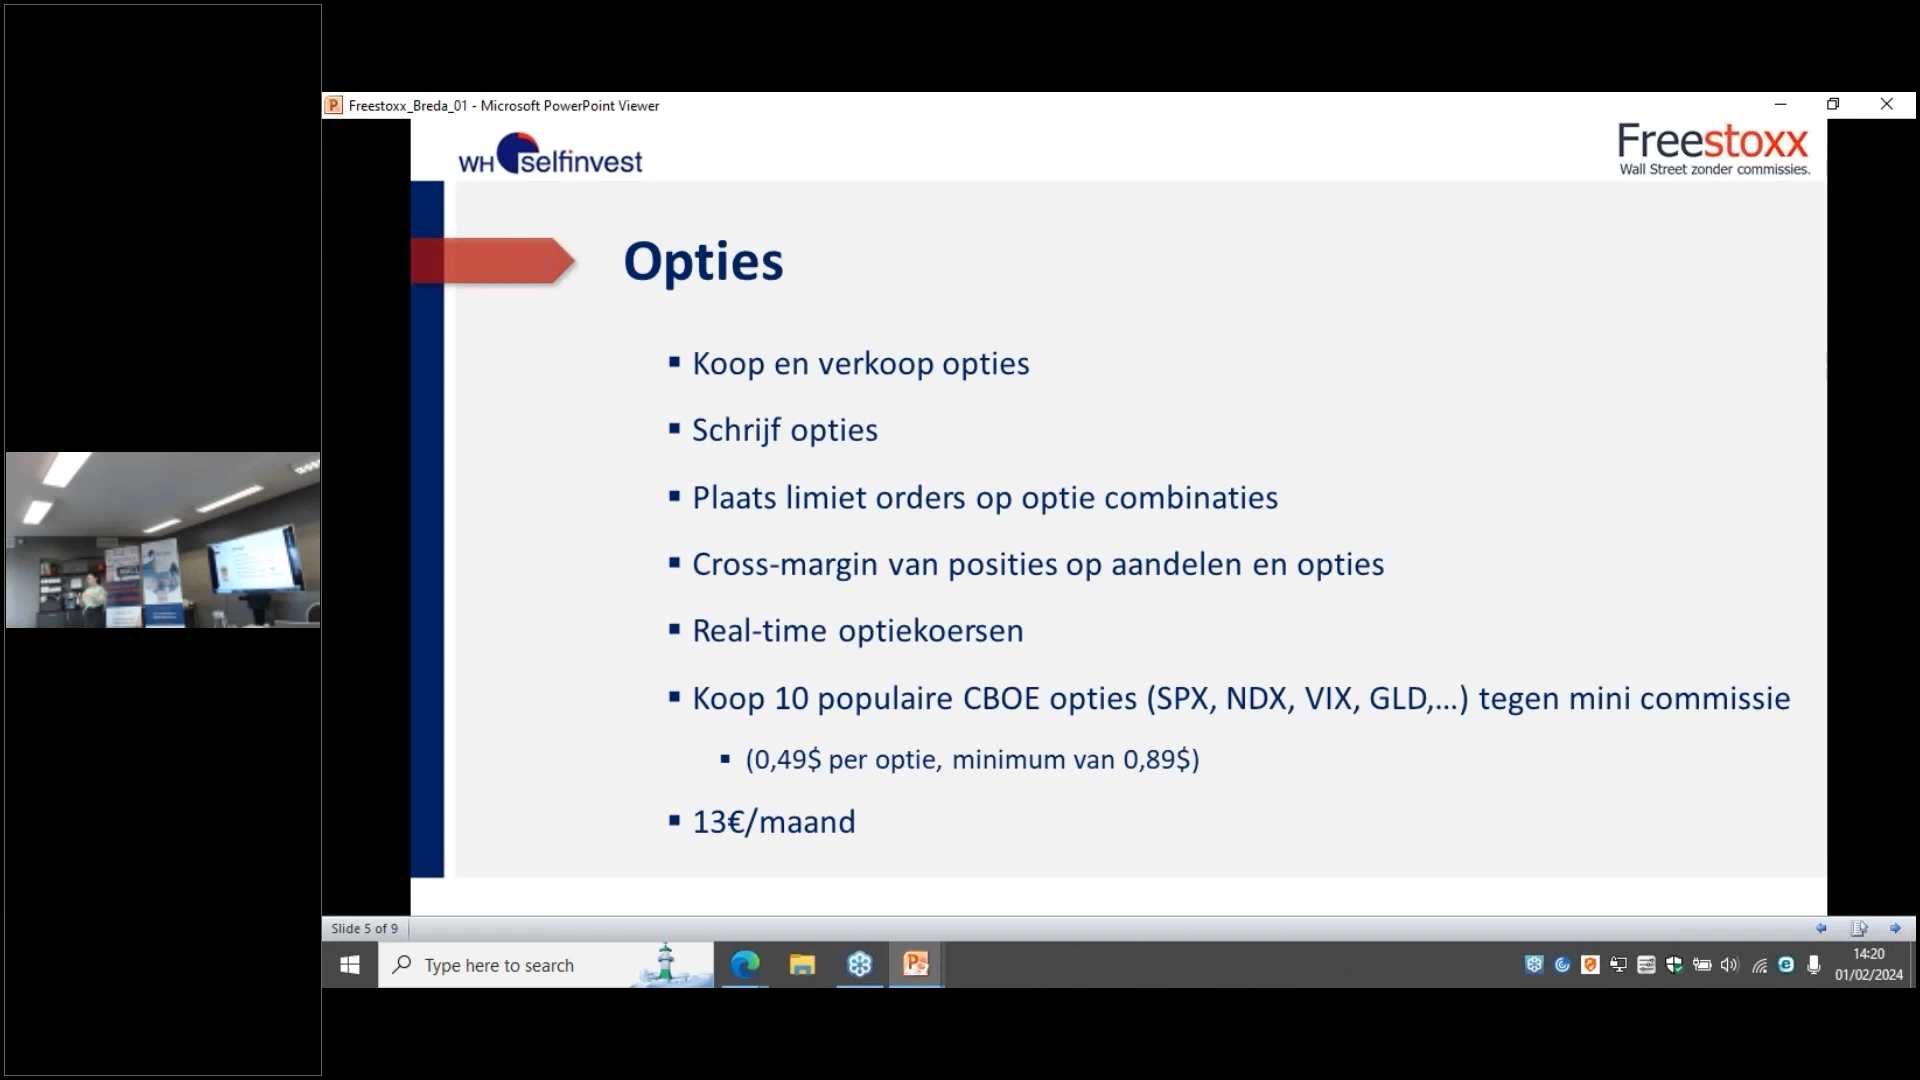 Freestoxx_Breda_01 - Microsoft PowerPoint Viewer
WH selfinvest
Freestoxx
Wall Street zonder commissies.
Opties
▪ Koop en verkoop opties
▪ Schrijf opties
▪ Plaats limiet orders op optie combinaties
▪ Cross-margin van posities op aandelen en opties
▪ Real-time optiekoersen
▪ Koop 10 populaire CBOE opties (SPX, NDX, VIX, GLD,...) tegen mini commissie
▪ (0,49$ per optie, minimum van 0,89$)
▪ 13€/maand
Slide 5 of 9
Type here to search
14:20
01/02/2024